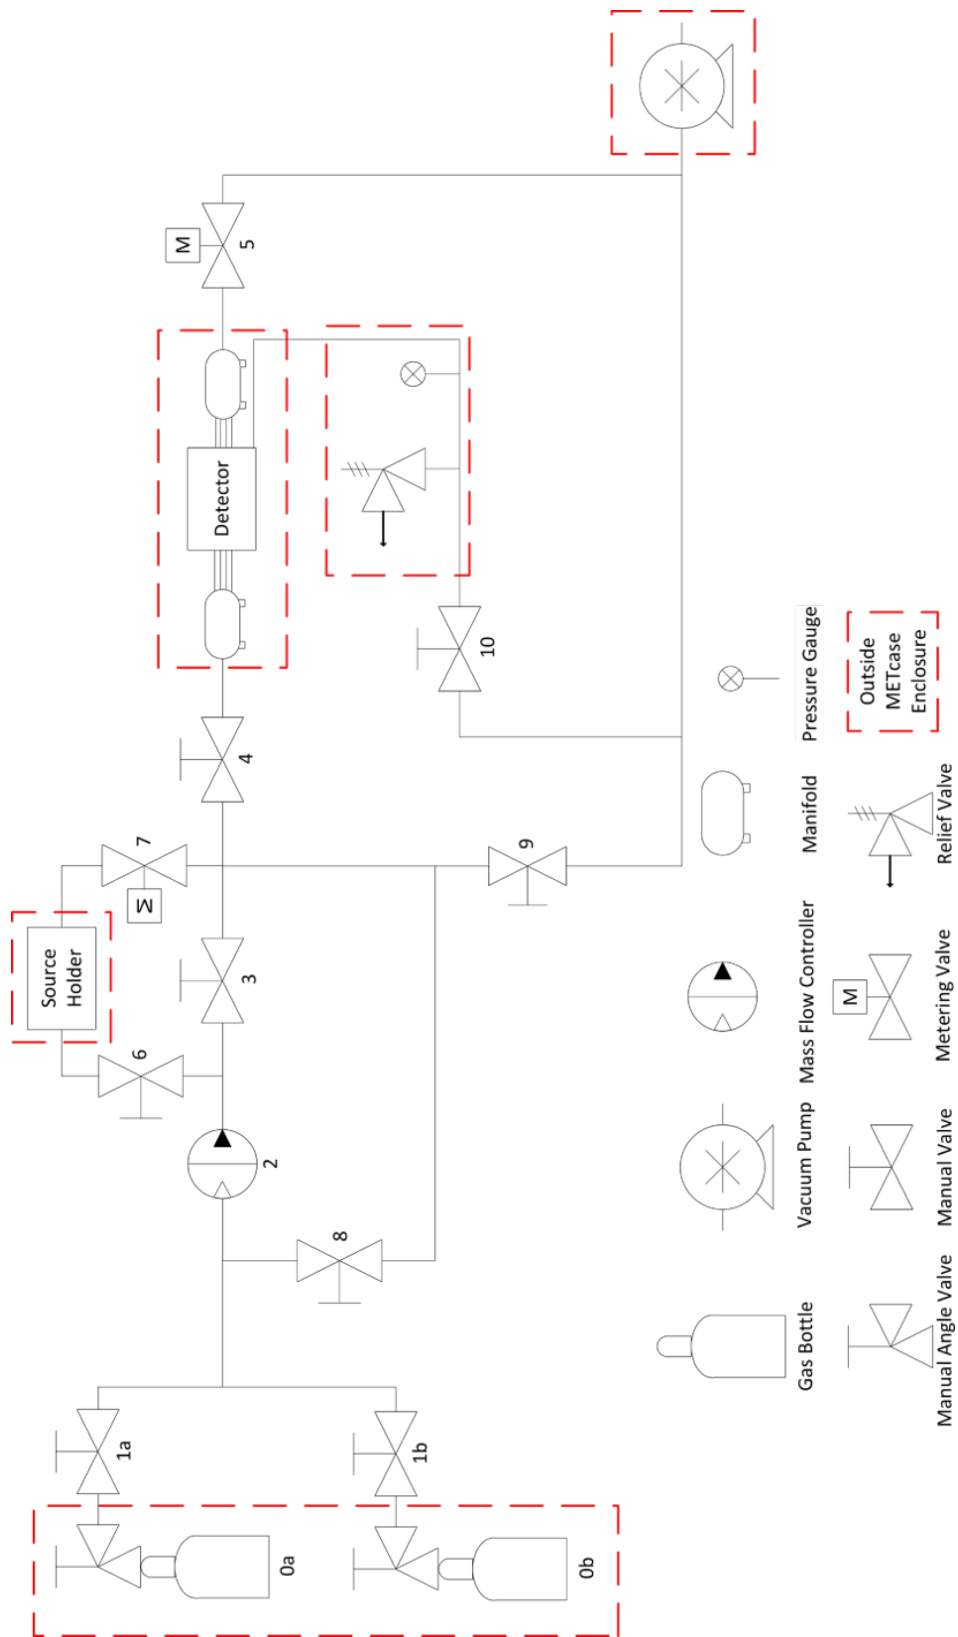 Source
Holder
M
7
6
M
5
Detector
4
3
2
10
9
8
1a
1b
0a
0b
Gas Bottle
Vacuum Pump
Mass Flow Controller
Manifold
Pressure Gauge
Manual Angle Valve
Manual Valve
Metering Valve
Relief Valve
Outside
METcase
Enclosure
M